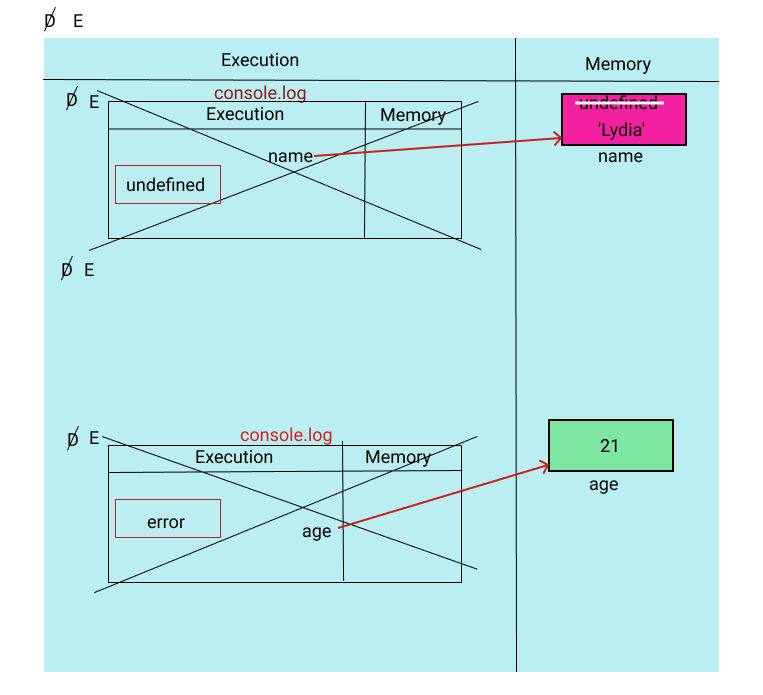 D E
Execution
Memory
console.log
D E
Execution
Memory
undefined
'Lydia'
name
name
undefined
D E
console.log
D E
Execution
Memory
21
age
error
age